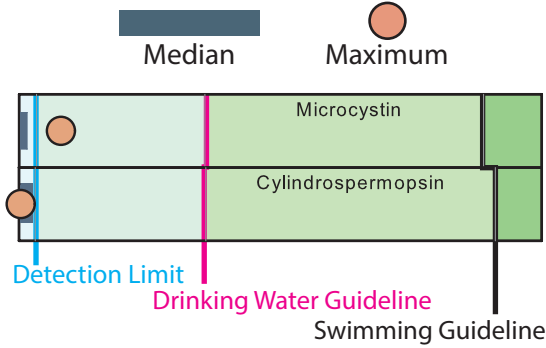 Median
Maximum
Microcystin
Cylindrospermopsin
Detection Limit
Drinking Water Guideline
Swimming Guideline